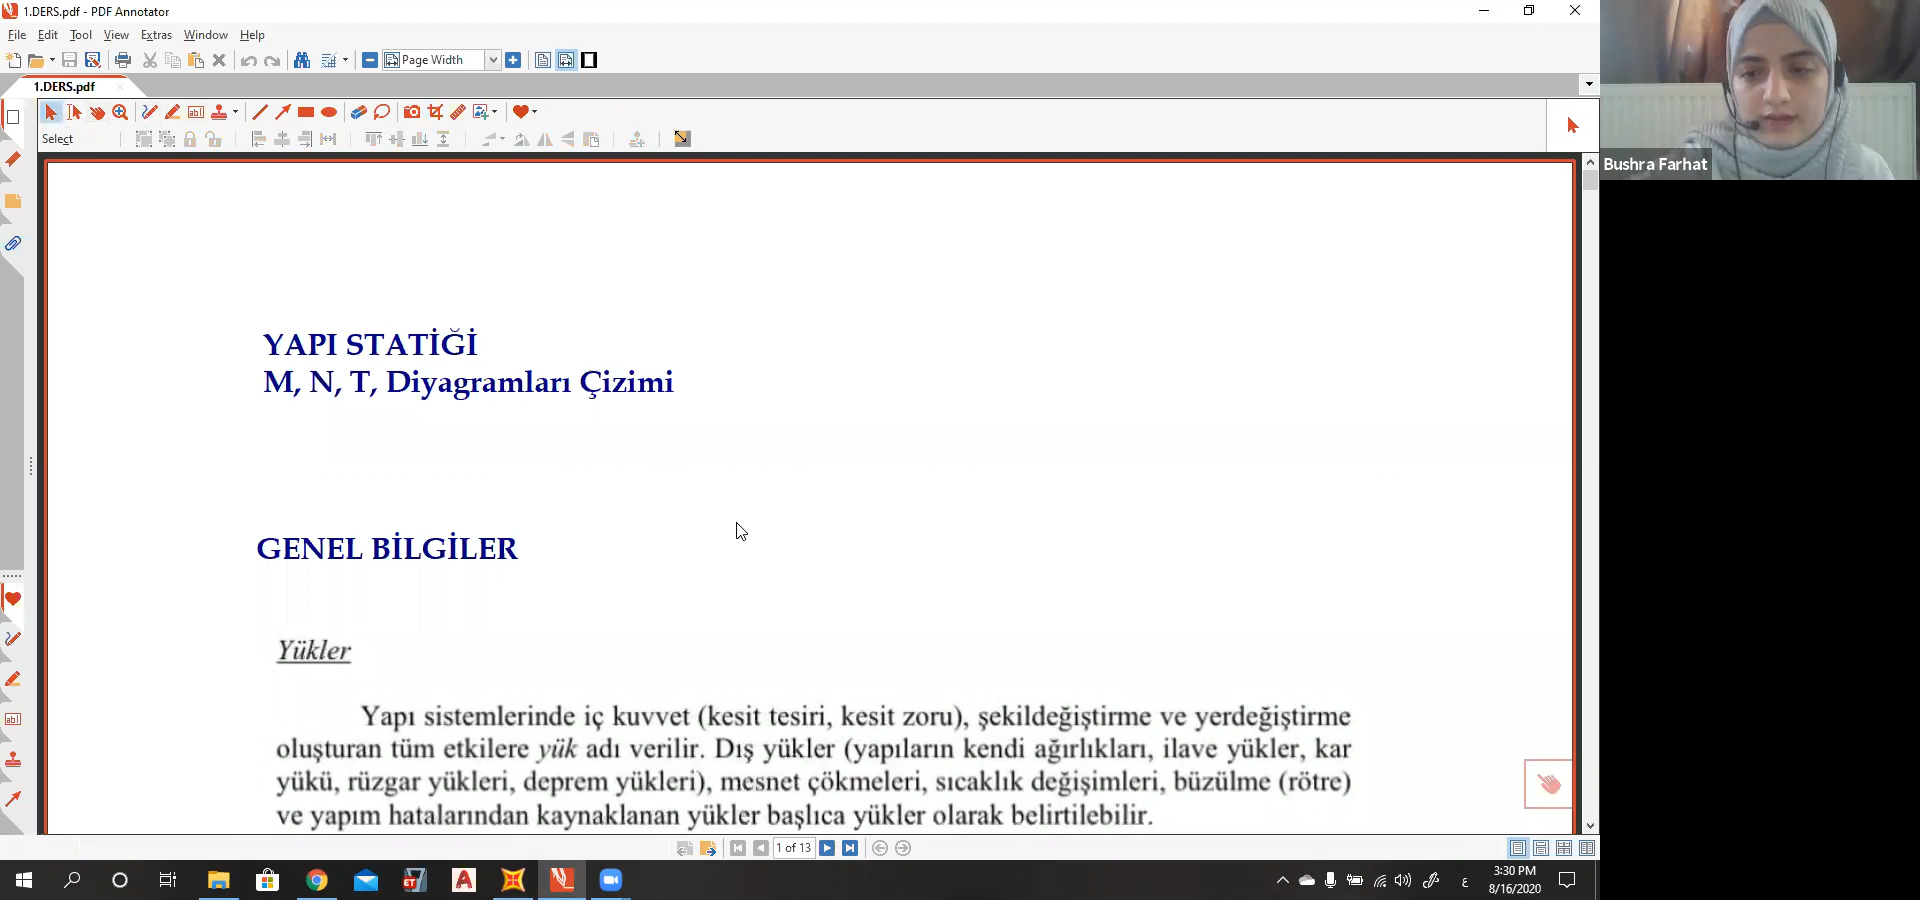 1.DERS.pdf - PDF Annotator
File Edit Tool View Extras Window Help
Page Width
1.DERS.pdf
Select
YAPI STATİĞİ
M, N, T, Diyagramları Çizimi
GENEL BİLGİLER
Yükler
Yapı sistemlerinde iç kuvvet (kesit tesiri, kesit zoru), şekildeğiştirme ve yerdeğiştirme
oluşturan tüm etkilere yük adı verilir. Dış yükler (yapıların kendi ağırlıkları, ilave yükler, kar
yükü, rüzgar yükleri, deprem yükleri), mesnet çökmeleri, sıcaklık değişimleri, büzülme (rötre)
ve yapım hatalarından kaynaklanan yükler başlıca yükler olarak belirtilebilir.
1 of 13
Bushra Farhat
ع
3:30 PM
8/16/2020